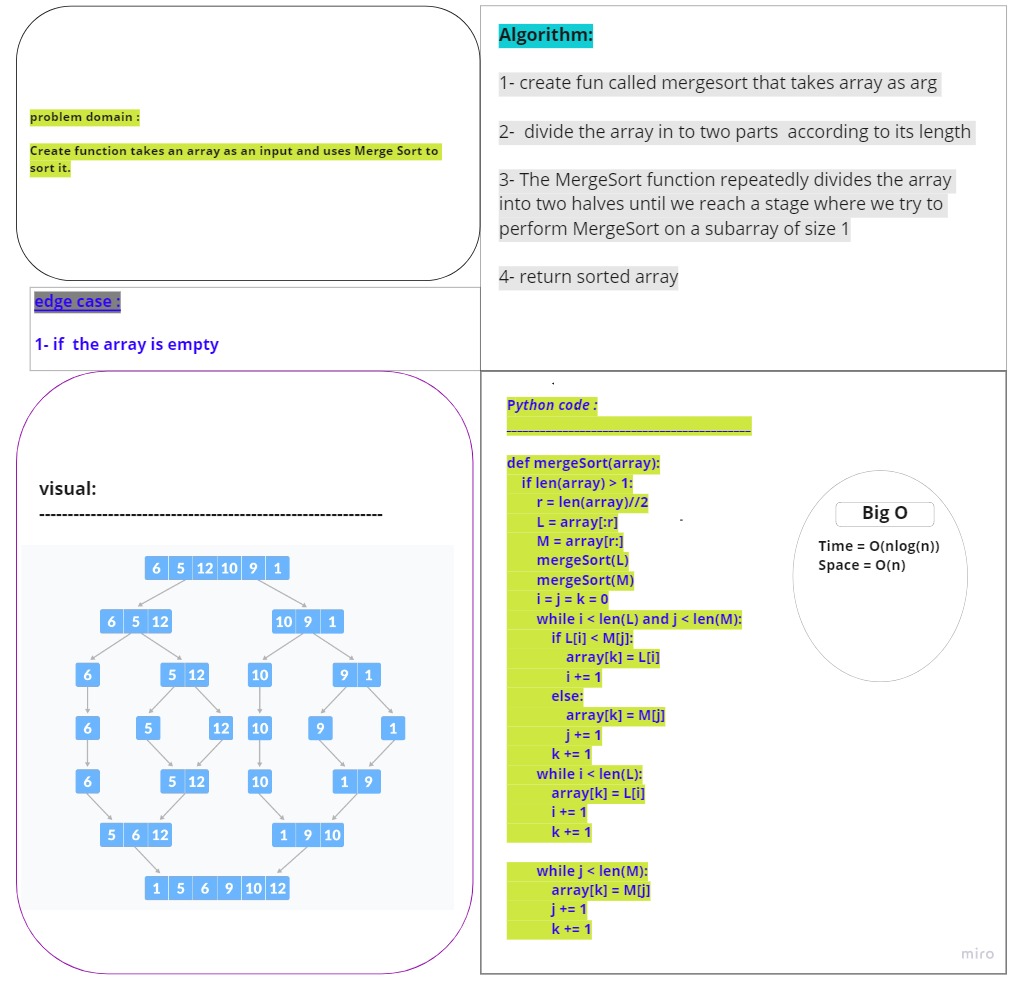 problem domain :
Create function takes an array as an input and uses Merge Sort to
sort it.
Algorithm:
1- create fun called mergesort that takes array as arg
2-  divide the array in to two parts  according to its length
3- The MergeSort function repeatedly divides the array
into two halves until we reach a stage where we try to
perform MergeSort on a subarray of size 1
4- return sorted array
edge case :
1- if  the array is empty
visual:
------------------------------------------------------------
6 5 12 10 9 1
6 5 12 10 9 1
6 5 12 10 9 1
6 5 12 10 9 1
6 5 12 10 1 9
5 6 12 1 9 10
1 5 6 9 10 12
Python code :
____________________________________________
def mergeSort(array):
    if len(array) > 1:
        r = len(array)//2
        L = array[:r]
        M = array[r:]
        mergeSort(L)
        mergeSort(M)
        i = j = k = 0
        while i < len(L) and j < len(M):
            if L[i] < M[j]:
                array[k] = L[i]
                i += 1
            else:
                array[k] = M[j]
                j += 1
            k += 1
        while i < len(L):
            array[k] = L[i]
            i += 1
            k += 1
        while j < len(M):
            array[k] = M[j]
            j += 1
            k += 1
Big O
Time = O(nlog(n))
Space = O(n)
miro